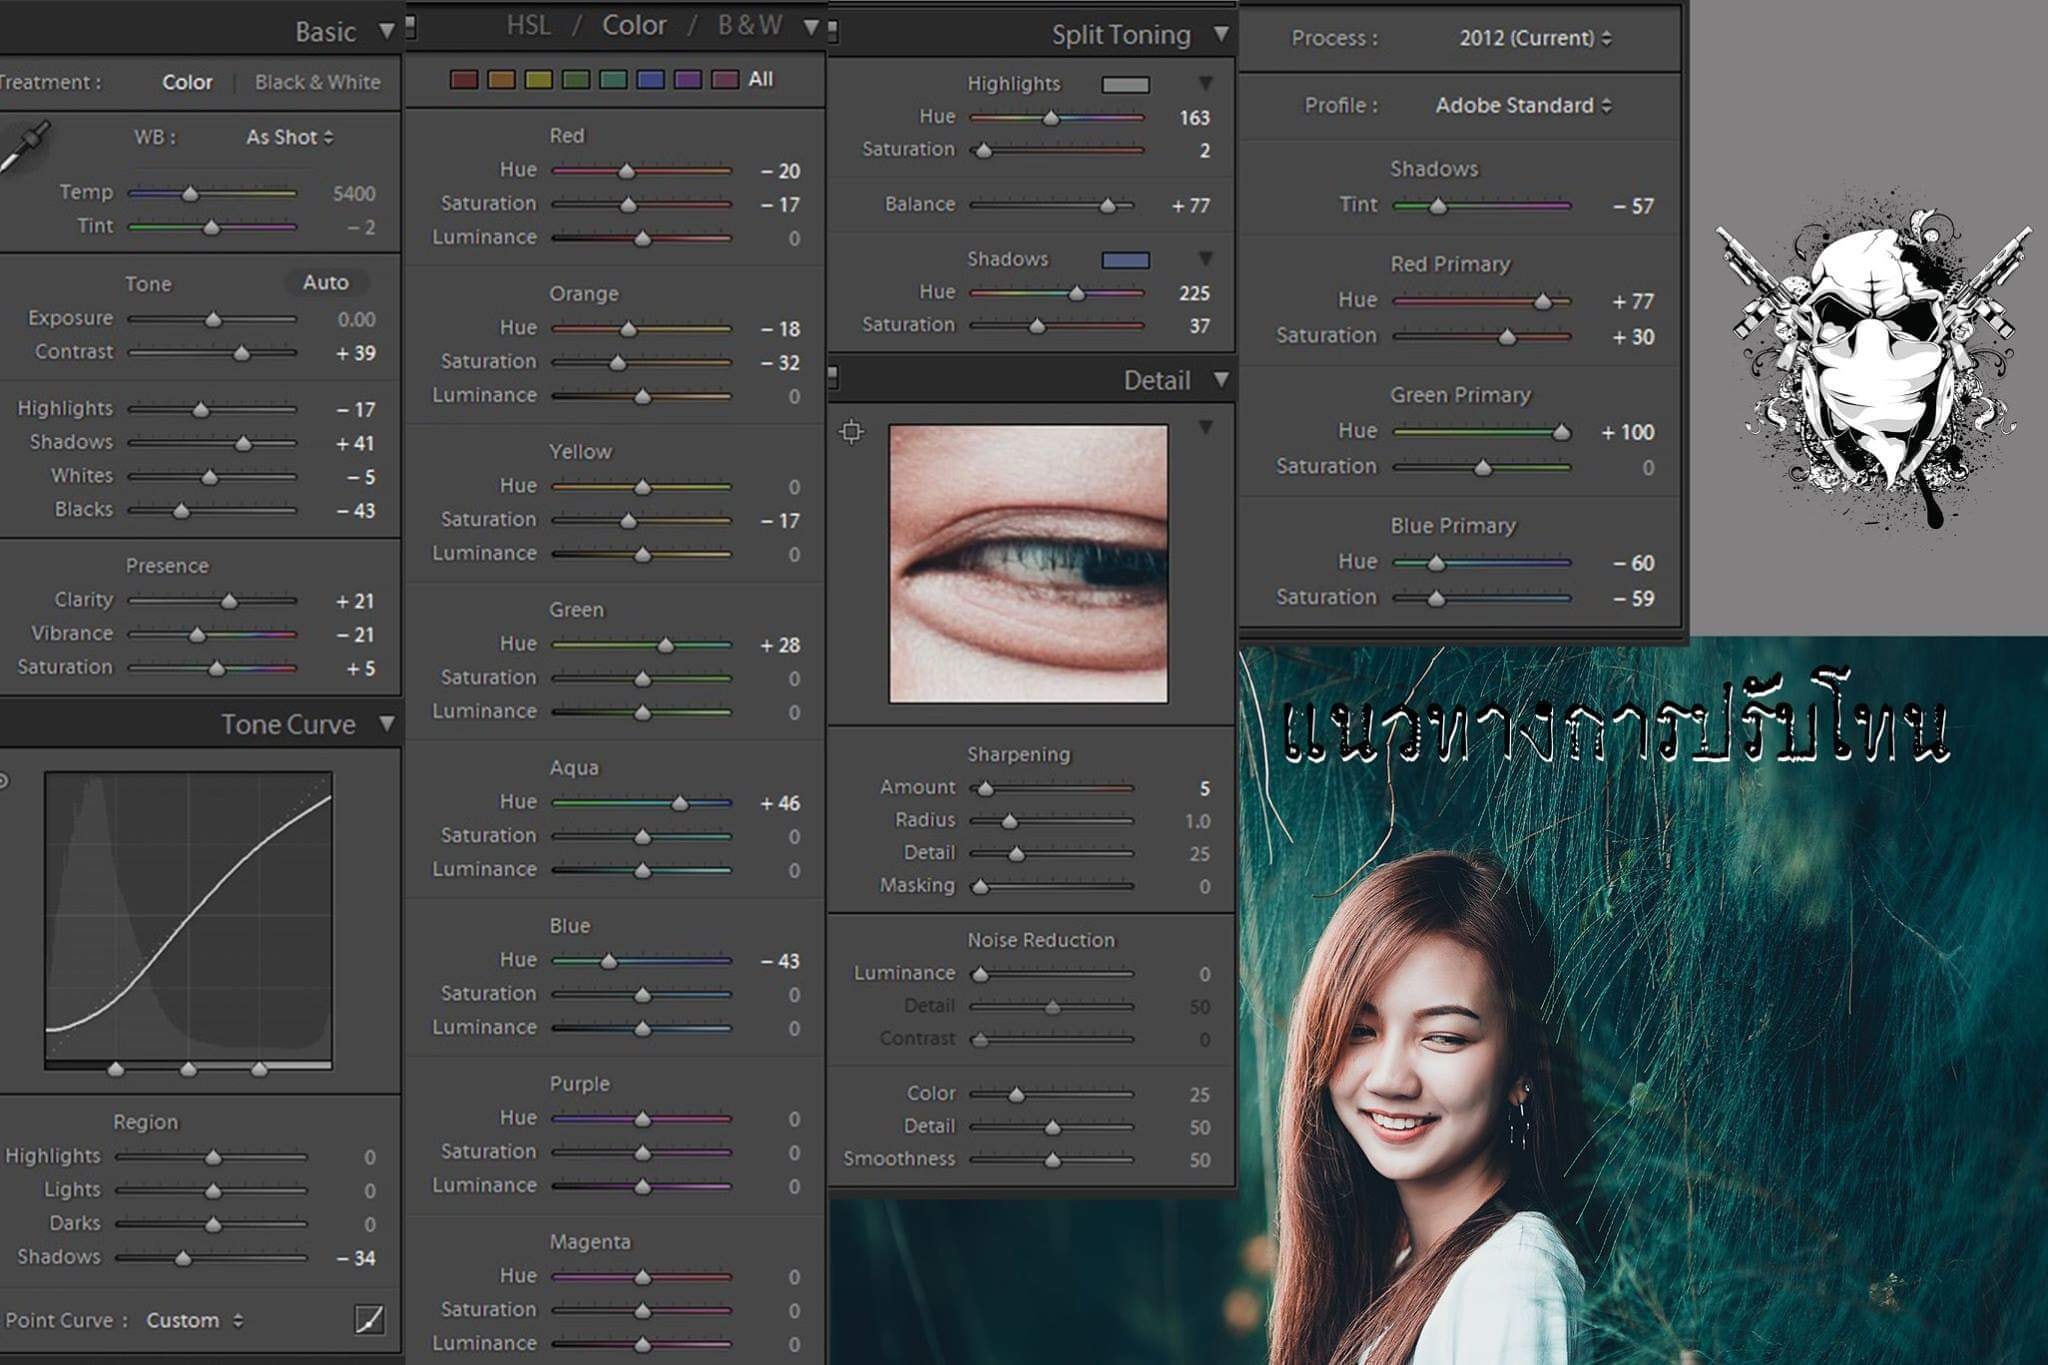 Basic
Treatment : Color | Black & White
WB : As Shot
Temp 5400
Tint – 2
Tone Auto
Exposure 0.00
Contrast + 39
Highlights – 17
Shadows + 41
Whites – 5
Blacks – 43
Presence
Clarity + 21
Vibrance – 21
Saturation + 5
Tone Curve
Region
Highlights 0
Lights 0
Darks 0
Shadows – 34
Point Curve : Custom
HSL / Color / B & W
All
Red
Hue – 20
Saturation – 17
Luminance 0
Orange
Hue – 18
Saturation – 32
Luminance 0
Yellow
Hue 0
Saturation – 17
Luminance 0
Green
Hue + 28
Saturation 0
Luminance 0
Aqua
Hue + 46
Saturation 0
Luminance 0
Blue
Hue – 43
Saturation 0
Luminance 0
Purple
Hue 0
Saturation 0
Luminance 0
Magenta
Hue 0
Saturation 0
Luminance 0
Split Toning
Highlights
Hue 163
Saturation 2
Balance + 77
Shadows
Hue 225
Saturation 37
Detail
Sharpening
Amount 5
Radius 1.0
Detail 25
Masking 0
Noise Reduction
Luminance 0
Detail 50
Contrast 0
Color 25
Detail 50
Smoothness 50
Process : 2012 (Current)
Profile : Adobe Standard
Shadows
Tint – 57
Red Primary
Hue + 77
Saturation + 30
Green Primary
Hue + 100
Saturation 0
Blue Primary
Hue – 60
Saturation – 59
แนวทางการปรับโทน